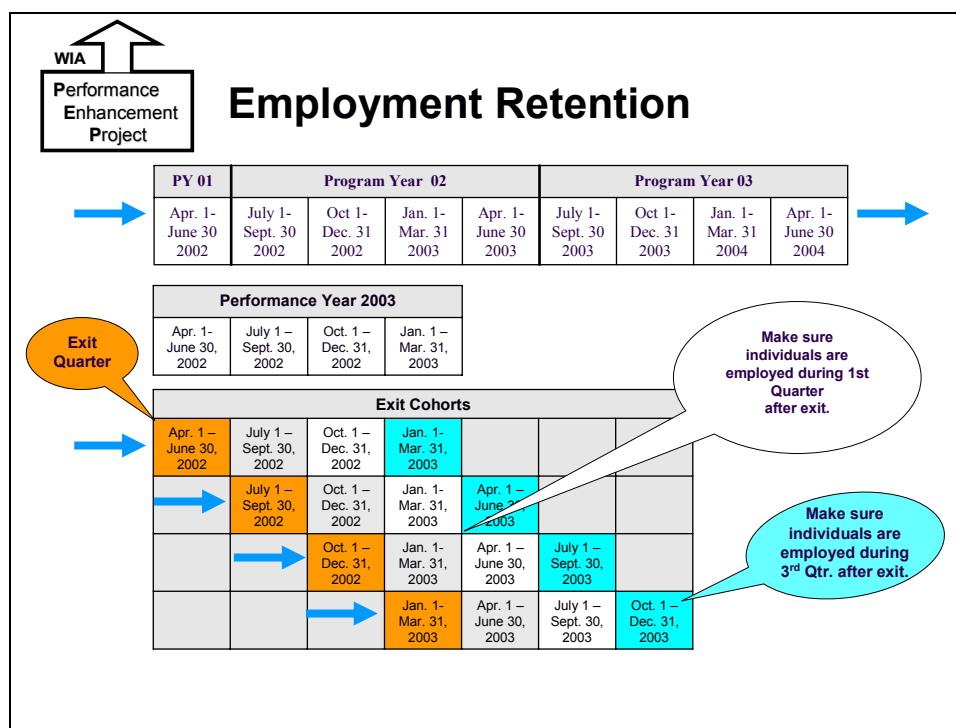 WIA
Performance
Enhancement
Project
Employment Retention
PY 01 Program Year 02 Program Year 03
Apr. 1- July 1- Oct 1- Jan. 1- Apr. 1- July 1- Oct 1- Jan. 1- Apr. 1-
June 30 Sept. 30 Dec. 31 Mar. 31 June 30 Sept. 30 Dec. 31 Mar. 31 June 30
2002 2002 2002 2003 2003 2003 2003 2004 2004
Performance Year 2003
Apr. 1- July 1 – Oct. 1 – Jan. 1 –
June 30, Sept. 30, Dec. 31, Mar. 31,
2002 2002 2002 2003
Exit
Quarter
Make sure
individuals are
employed during 1st
Quarter
after exit.
Exit Cohorts
Apr. 1 – July 1 – Oct. 1 – Jan. 1-
June 30, Sept. 30, Dec. 31, Mar. 31,
2002 2002 2002 2003
July 1 – Oct. 1 – Jan. 1- Apr. 1 –
Sept. 30, Dec. 31, Mar. 31, June 30,
2002 2002 2003 2003
Oct. 1 – Jan. 1- Apr. 1 – July 1 –
Dec. 31, Mar. 31, June 30, Sept. 30,
2002 2003 2003 2003
Jan. 1- Apr. 1 – July 1 – Oct. 1 –
Mar. 31, June 30, Sept. 30, Dec. 31,
2003 2003 2003 2003
Make sure
individuals are
employed during
3rd Qtr. after exit.